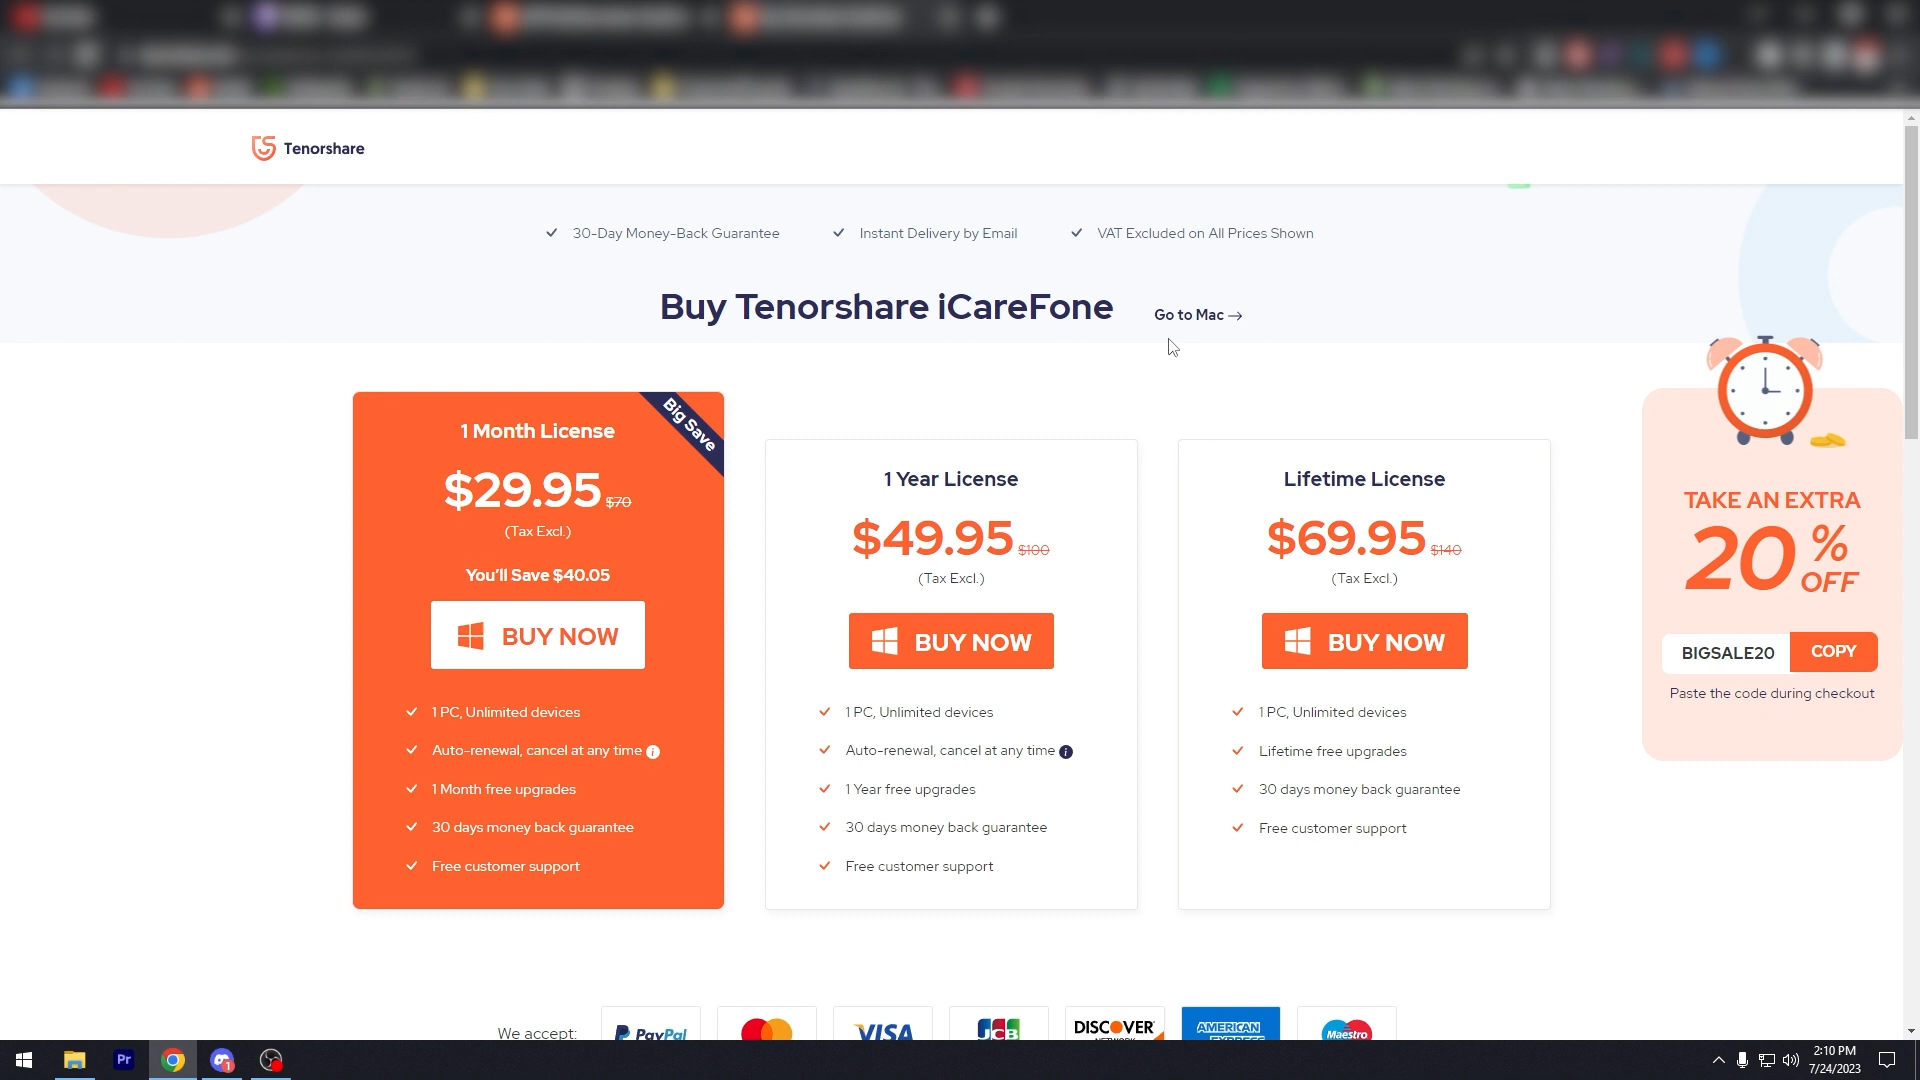 Tenorshare
30-Day Money-Back Guarantee
Instant Delivery by Email
VAT Excluded on All Prices Shown
Buy Tenorshare iCareFone
Go to Mac →
Big Save
1 Month License
$29.95 $70
(Tax Excl.)
You'll Save $40.05
BUY NOW
1 PC, Unlimited devices
Auto-renewal, cancel at any time i
1 Month free upgrades
30 days money back guarantee
Free customer support
1 Year License
$49.95 $100
(Tax Excl.)
BUY NOW
1 PC, Unlimited devices
Auto-renewal, cancel at any time i
1 Year free upgrades
30 days money back guarantee
Free customer support
Lifetime License
$69.95 $140
(Tax Excl.)
BUY NOW
1 PC, Unlimited devices
Lifetime free upgrades
30 days money back guarantee
Free customer support
TAKE AN EXTRA
20%
OFF
BIGSALE20
COPY
Paste the code during checkout
We accept:
PayPal
VISA
JCB
DISCOVER
AMERICAN
EXPRESS
Maestro
Pr
1
2:10 PM
7/24/2023